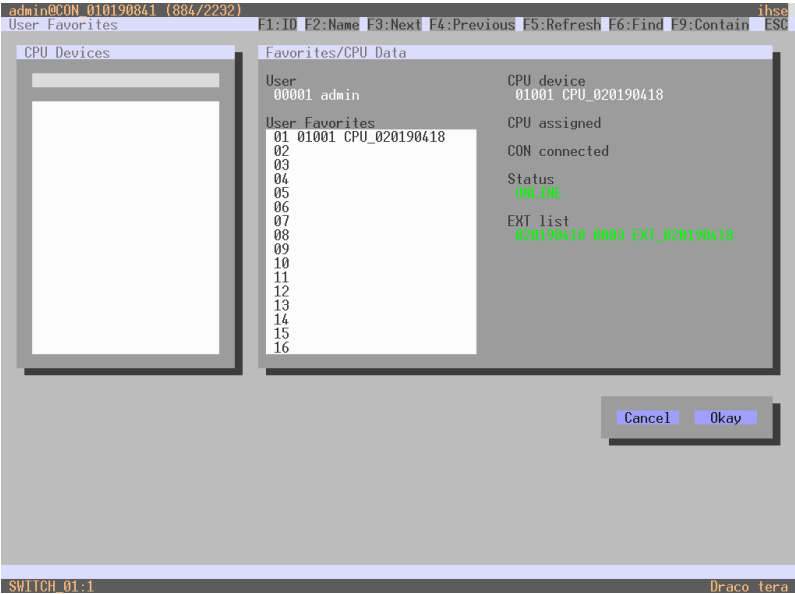 admin@CON_010190841 (884/2232) ihse
User Favorites F1:ID F2:Name F3:Next F4:Previous F5:Refresh F6:Find F9:Contain ESC
CPU Devices
Favorites/CPU Data
User
00001 admin
User Favorites
01 01001 CPU_020190418
02
03
04
05
06
07
08
09
10
11
12
13
14
15
16
CPU device
01001 CPU_020190418
CPU assigned
CON connected
Status
ONLINE
EXT list
020190418 0003 EXT_020190418
Cancel Okay
SWITCH_01:1 Draco tera